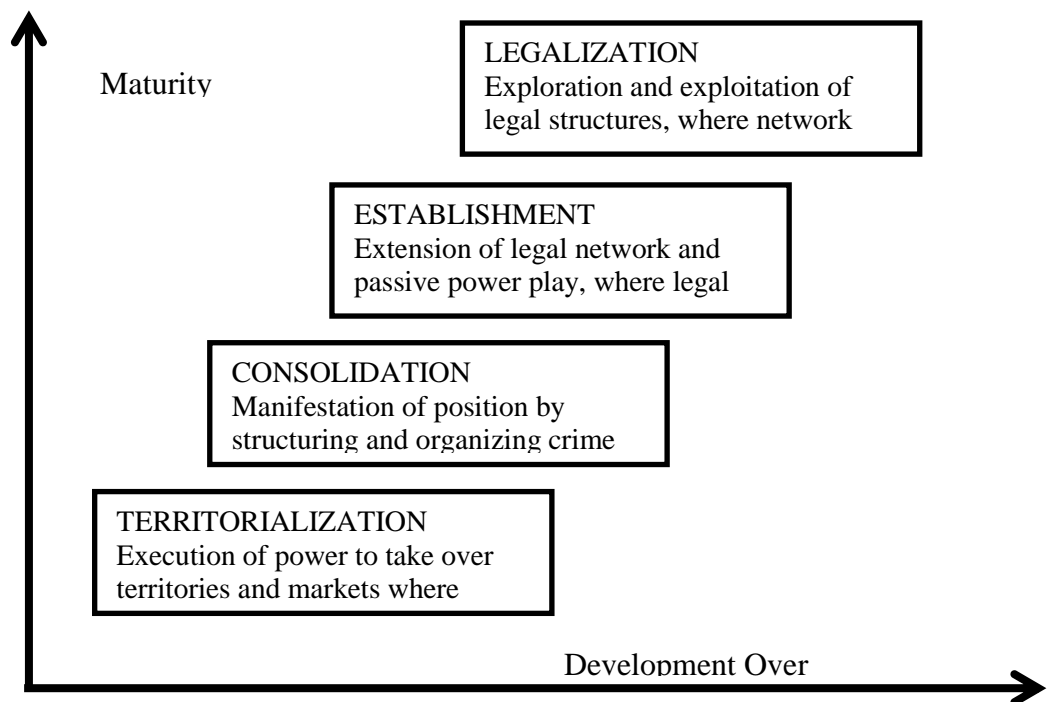 Maturity
LEGALIZATION
Exploration and exploitation of
legal structures, where network
ESTABLISHMENT
Extension of legal network and
passive power play, where legal
CONSOLIDATION
Manifestation of position by
structuring and organizing crime
TERRITORIALIZATION
Execution of power to take over
territories and markets where
Development Over